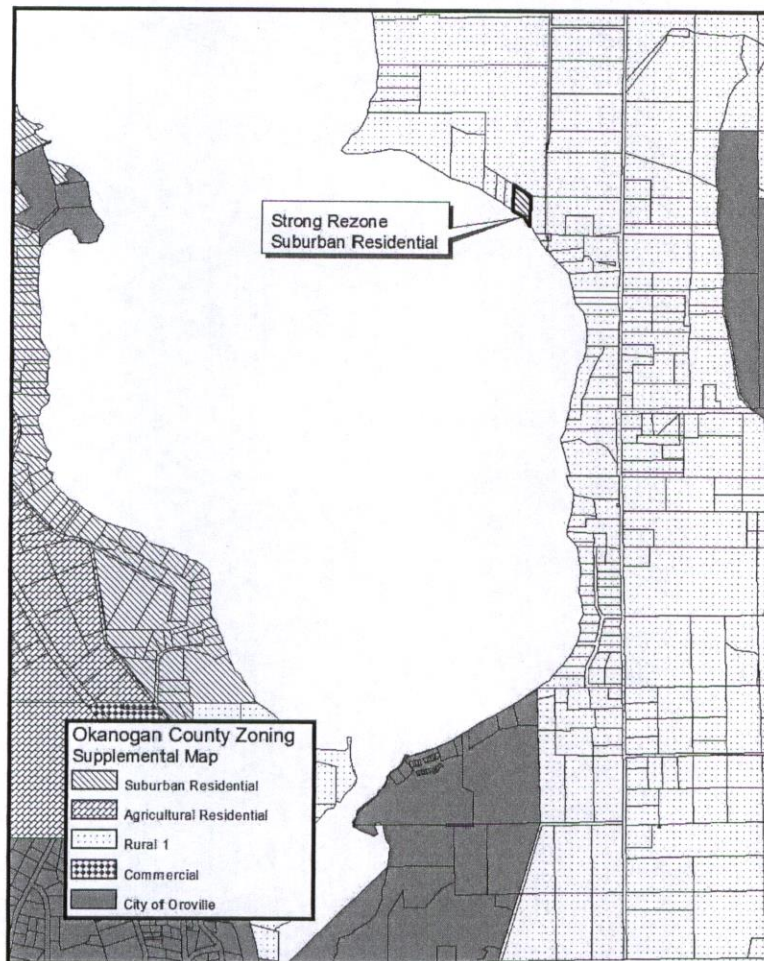 Strong Rezone
Suburban Residential
Okanogan County Zoning
Supplemental Map
Suburban Residential
Agricultural Residential
Rural 1
Commercial
City of Oroville